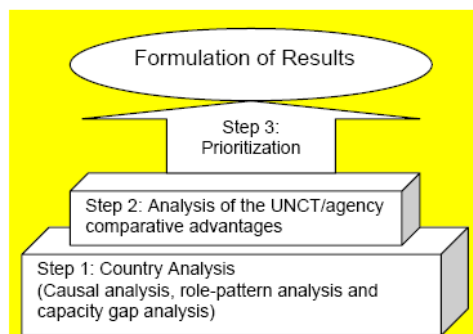 Formulation of Results
Step 3:
Prioritization
Step 2: Analysis of the UNCT/agency
comparative advantages
Step 1: Country Analysis
(Causal analysis, role-pattern analysis and
capacity gap analysis)